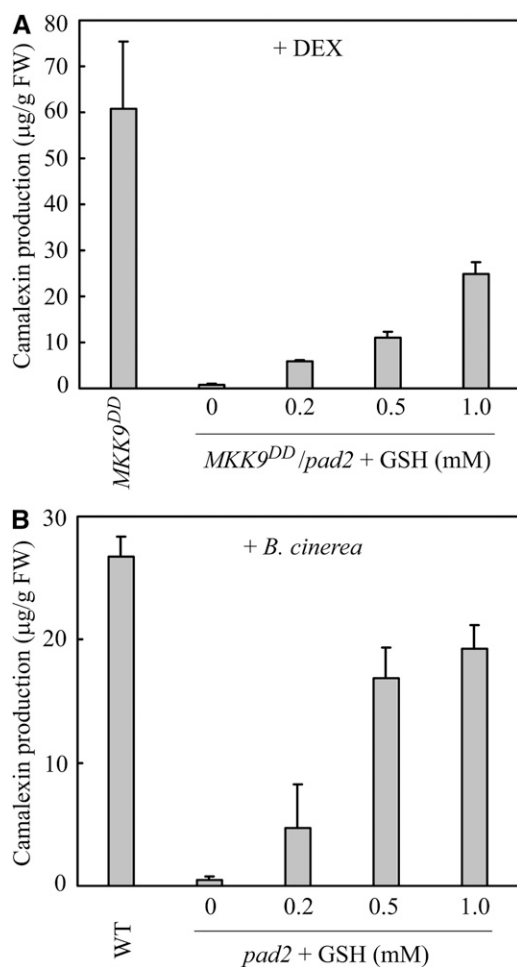 A
+ DEX
Camalexin production (µg/g FW)
80
70
60
50
40
30
20
10
0
MKK9DD
0 0.2 0.5 1.0
MKK9DD/pad2 + GSH (mM)
B
+ B. cinerea
Camalexin production (µg/g FW)
30
20
10
0
WT
0 0.2 0.5 1.0
pad2 + GSH (mM)